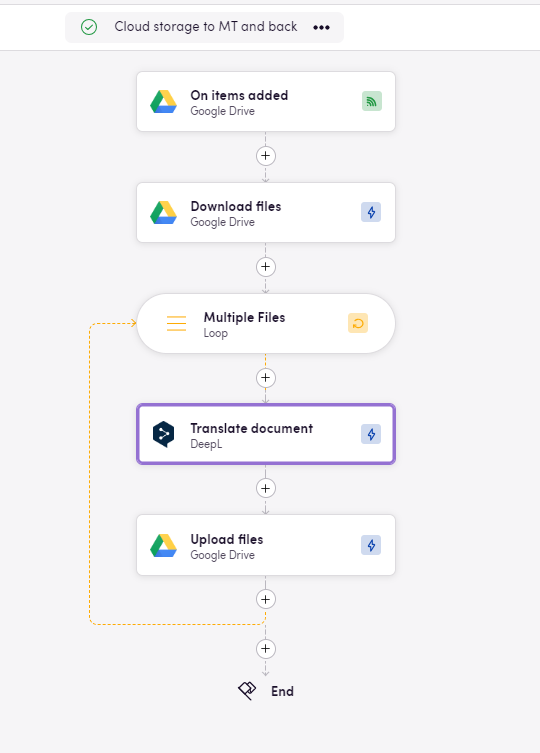 Cloud storage to MT and back
On items added
Google Drive
Download files
Google Drive
Multiple Files
Loop
Translate document
DeepL
Upload files
Google Drive
End